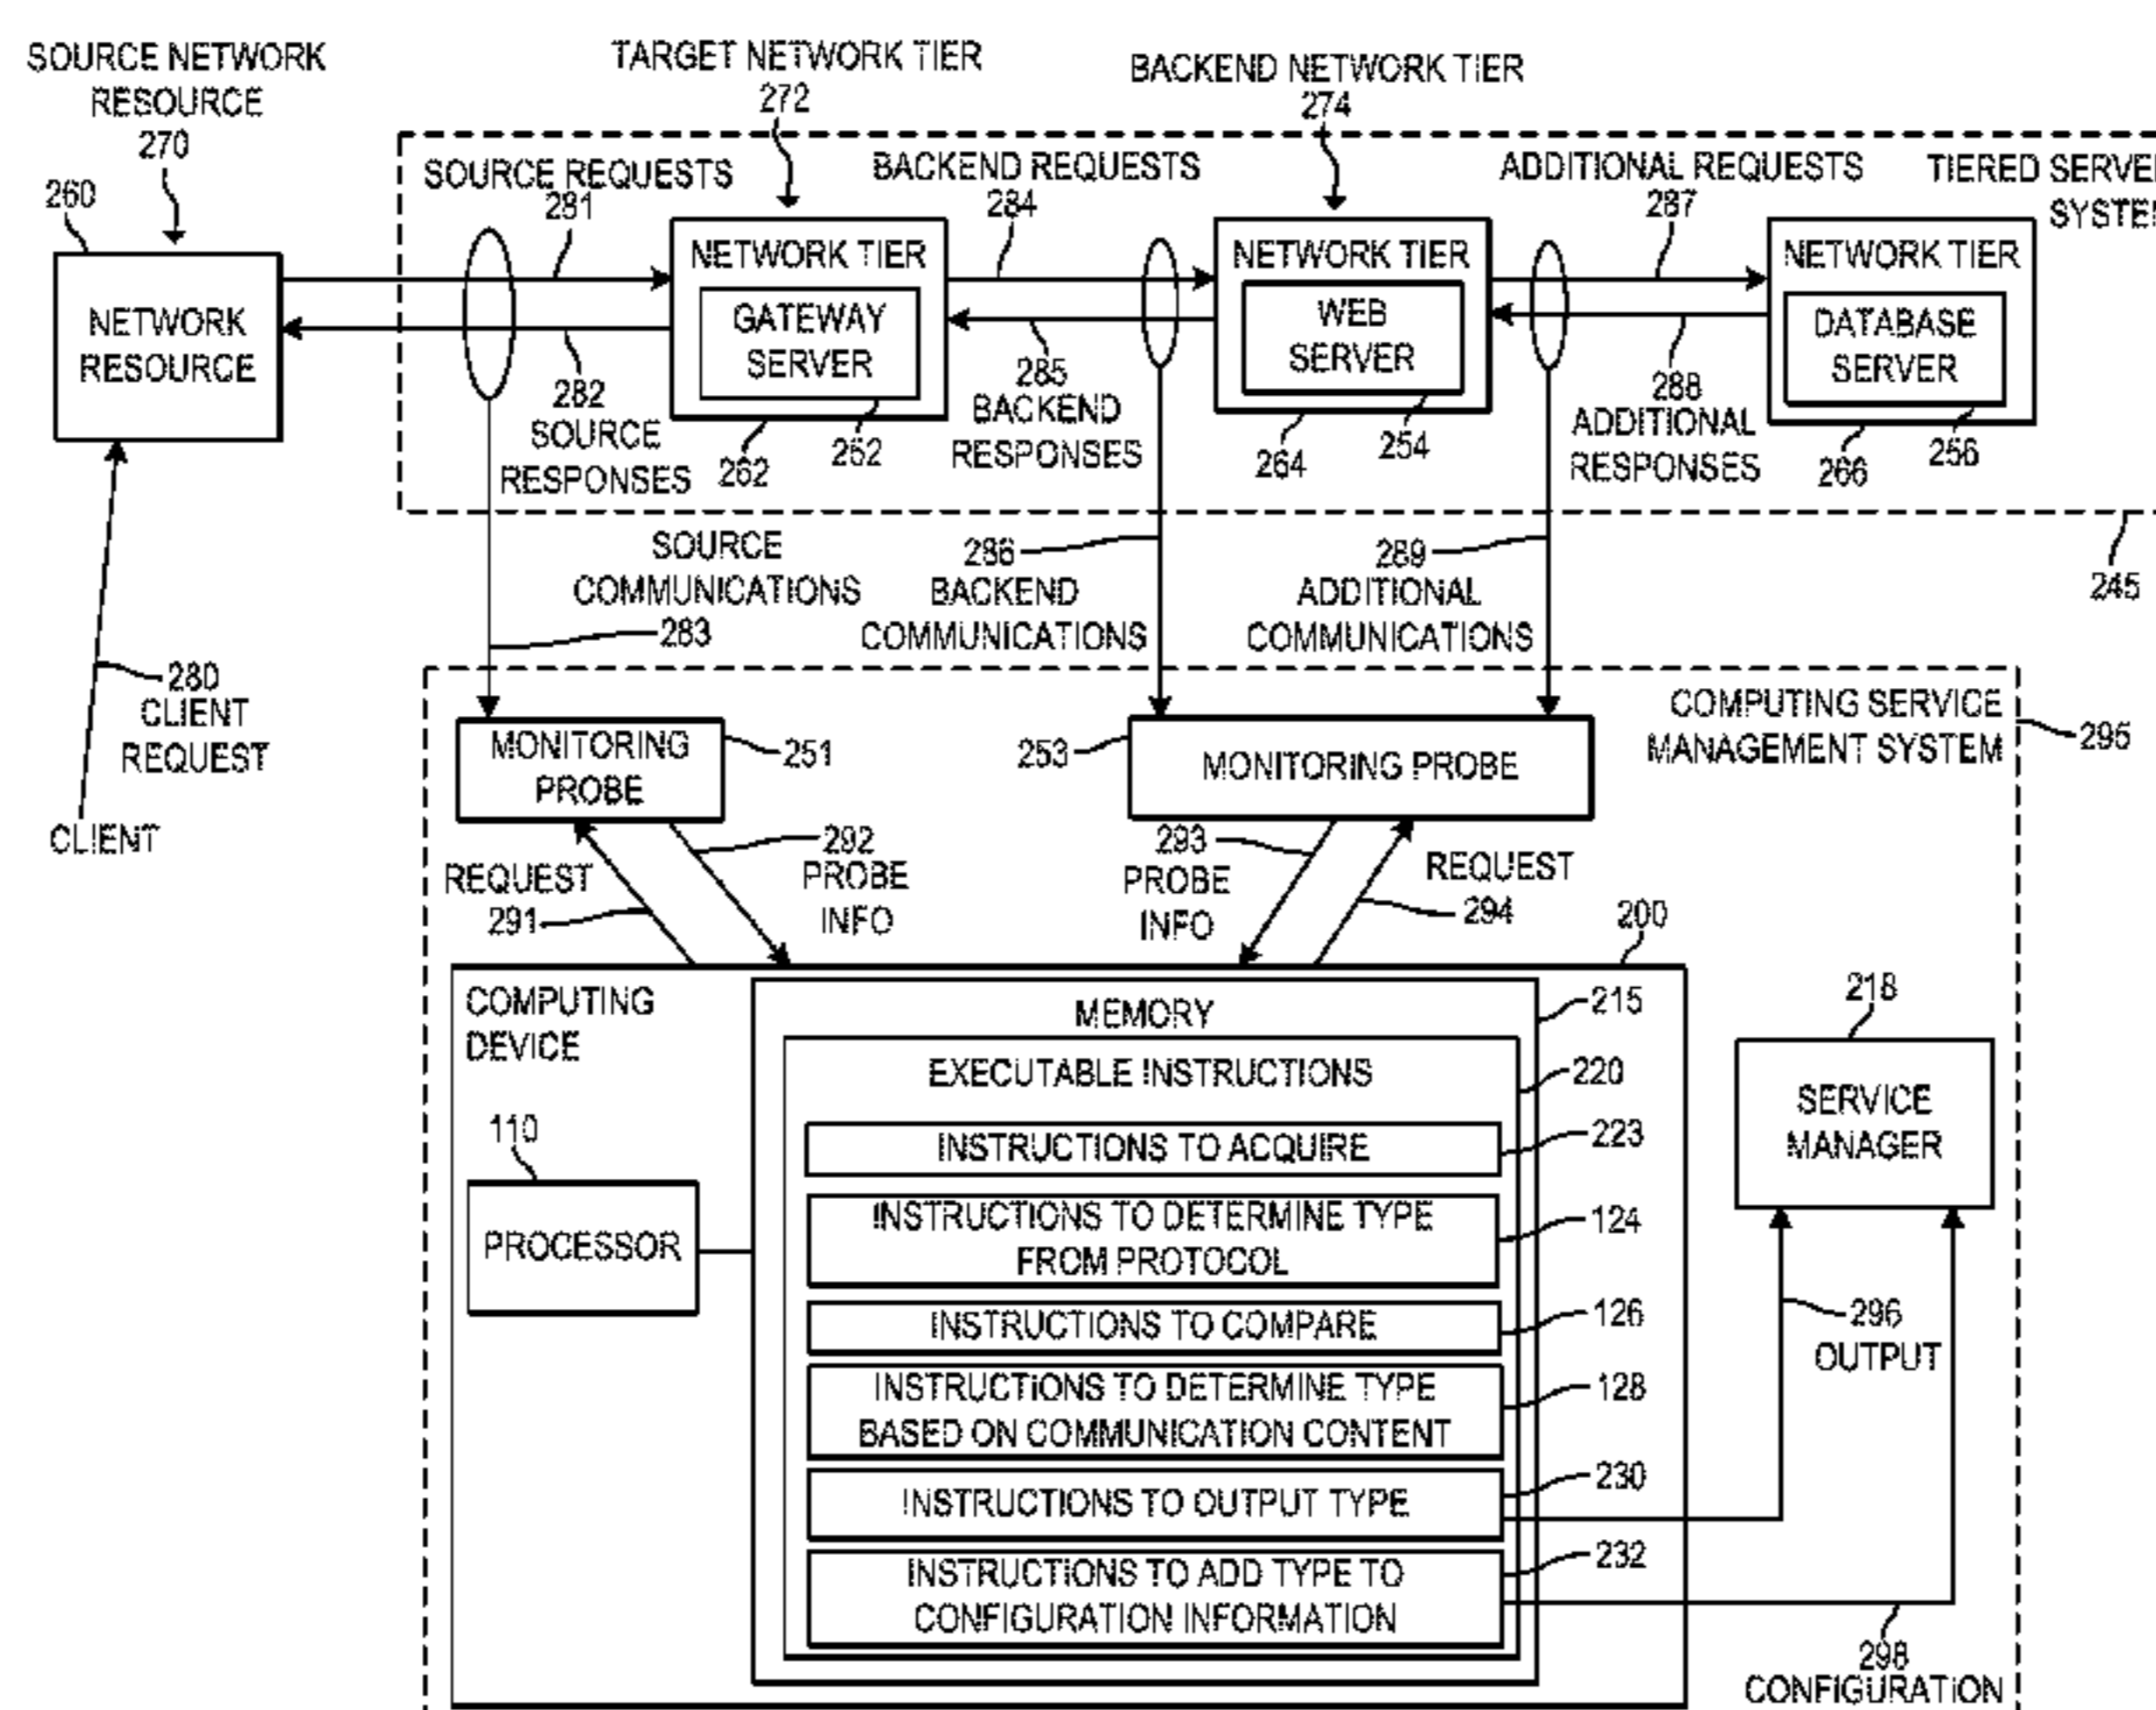 SOURCE NETWORK
RESOURCE
270
TARGET NETWORK TIER
272
BACKEND NETWORK TIER
274
260
NETWORK
RESOURCE
SOURCE REQUESTS
281
BACKEND REQUESTS
284
ADDITIONAL REQUESTS
287
TIERED SERVER
SYSTEM
NETWORK TIER
GATEWAY
SERVER
NETWORK TIER
WEB
SERVER
NETWORK TIER
DATABASE
SERVER
282
SOURCE
RESPONSES
262
252
285
BACKEND
RESPONSES
264
254
288
ADDITIONAL
RESPONSES
266
256
245
SOURCE
COMMUNICATIONS
283
286
BACKEND
COMMUNICATIONS
289
ADDITIONAL
COMMUNICATIONS
280
CLIENT
REQUEST
CLIENT
COMPUTING SERVICE
MANAGEMENT SYSTEM
295
MONITORING
PROBE
251
253
MONITORING PROBE
REQUEST
291
292
PROBE
INFO
293
PROBE
INFO
REQUEST
294
200
COMPUTING
DEVICE
MEMORY
215
EXECUTABLE INSTRUCTIONS
220
218
SERVICE
MANAGER
110
PROCESSOR
INSTRUCTIONS TO ACQUIRE
223
INSTRUCTIONS TO DETERMINE TYPE
FROM PROTOCOL
124
INSTRUCTIONS TO COMPARE
126
INSTRUCTIONS TO DETERMINE TYPE
BASED ON COMMUNICATION CONTENT
128
INSTRUCTIONS TO OUTPUT TYPE
230
INSTRUCTIONS TO ADD TYPE TO
CONFIGURATION INFORMATION
232
296
OUTPUT
298
CONFIGURATION